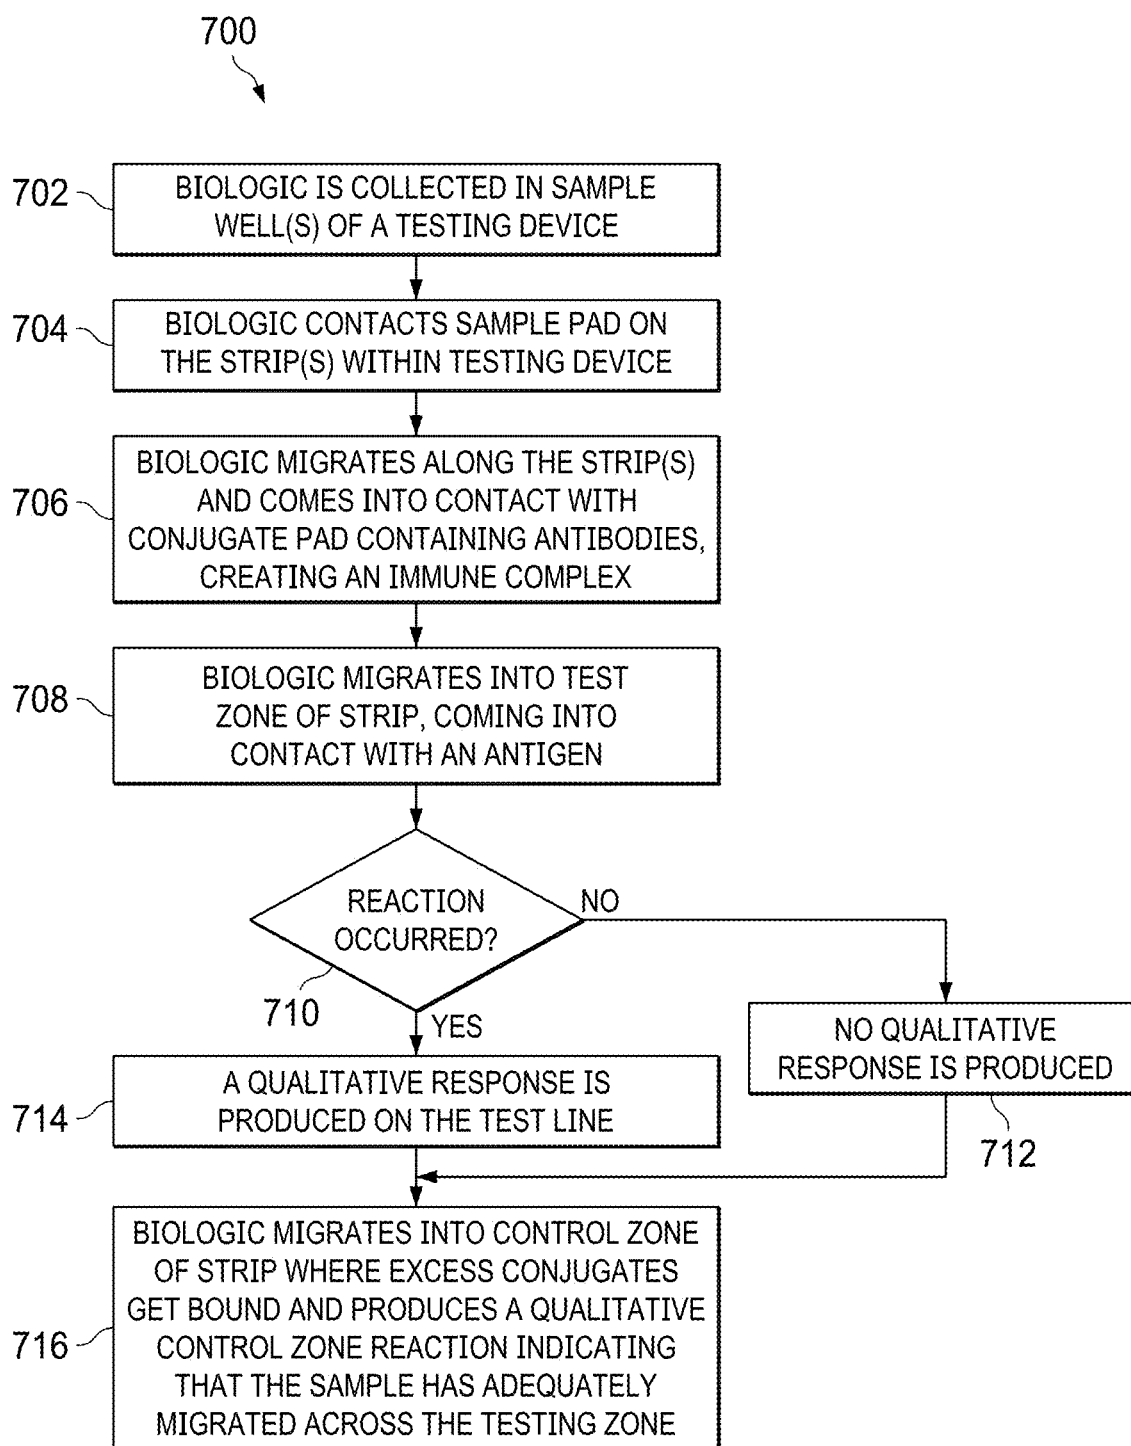 700
702
BIOLOGIC IS COLLECTED IN SAMPLE
WELL(S) OF A TESTING DEVICE
704
BIOLOGIC CONTACTS SAMPLE PAD ON
THE STRIP(S) WITHIN TESTING DEVICE
706
BIOLOGIC MIGRATES ALONG THE STRIP(S)
AND COMES INTO CONTACT WITH
CONJUGATE PAD CONTAINING ANTIBODIES,
CREATING AN IMMUNE COMPLEX
708
BIOLOGIC MIGRATES INTO TEST
ZONE OF STRIP, COMING INTO
CONTACT WITH AN ANTIGEN
REACTION
OCCURRED?
NO
710
YES
NO QUALITATIVE
RESPONSE IS PRODUCED
712
714
A QUALITATIVE RESPONSE IS
PRODUCED ON THE TEST LINE
716
BIOLOGIC MIGRATES INTO CONTROL ZONE
OF STRIP WHERE EXCESS CONJUGATES
GET BOUND AND PRODUCES A QUALITATIVE
CONTROL ZONE REACTION INDICATING
THAT THE SAMPLE HAS ADEQUATELY
MIGRATED ACROSS THE TESTING ZONE